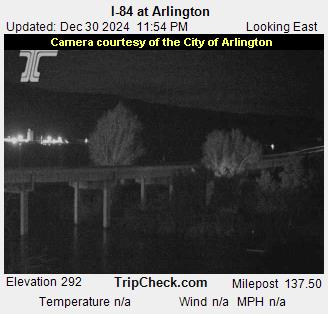 I-84 at Arlington
Updated: Dec 30 2024 11:54 PM Looking East
Camera courtesy of the City of Arlington
Elevation 292 TripCheck.com Milepost 137.50
Temperature n/a Wind n/a MPH n/a